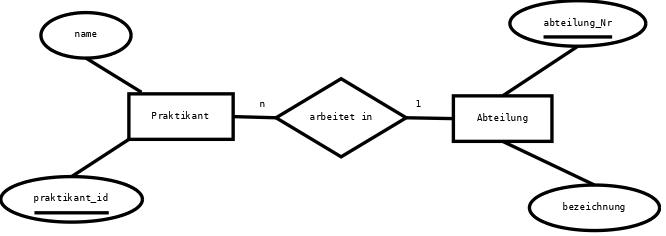 name
abteilung_Nr
Praktikant
n
arbeitet in
1
Abteilung
praktikant_id
bezeichnung